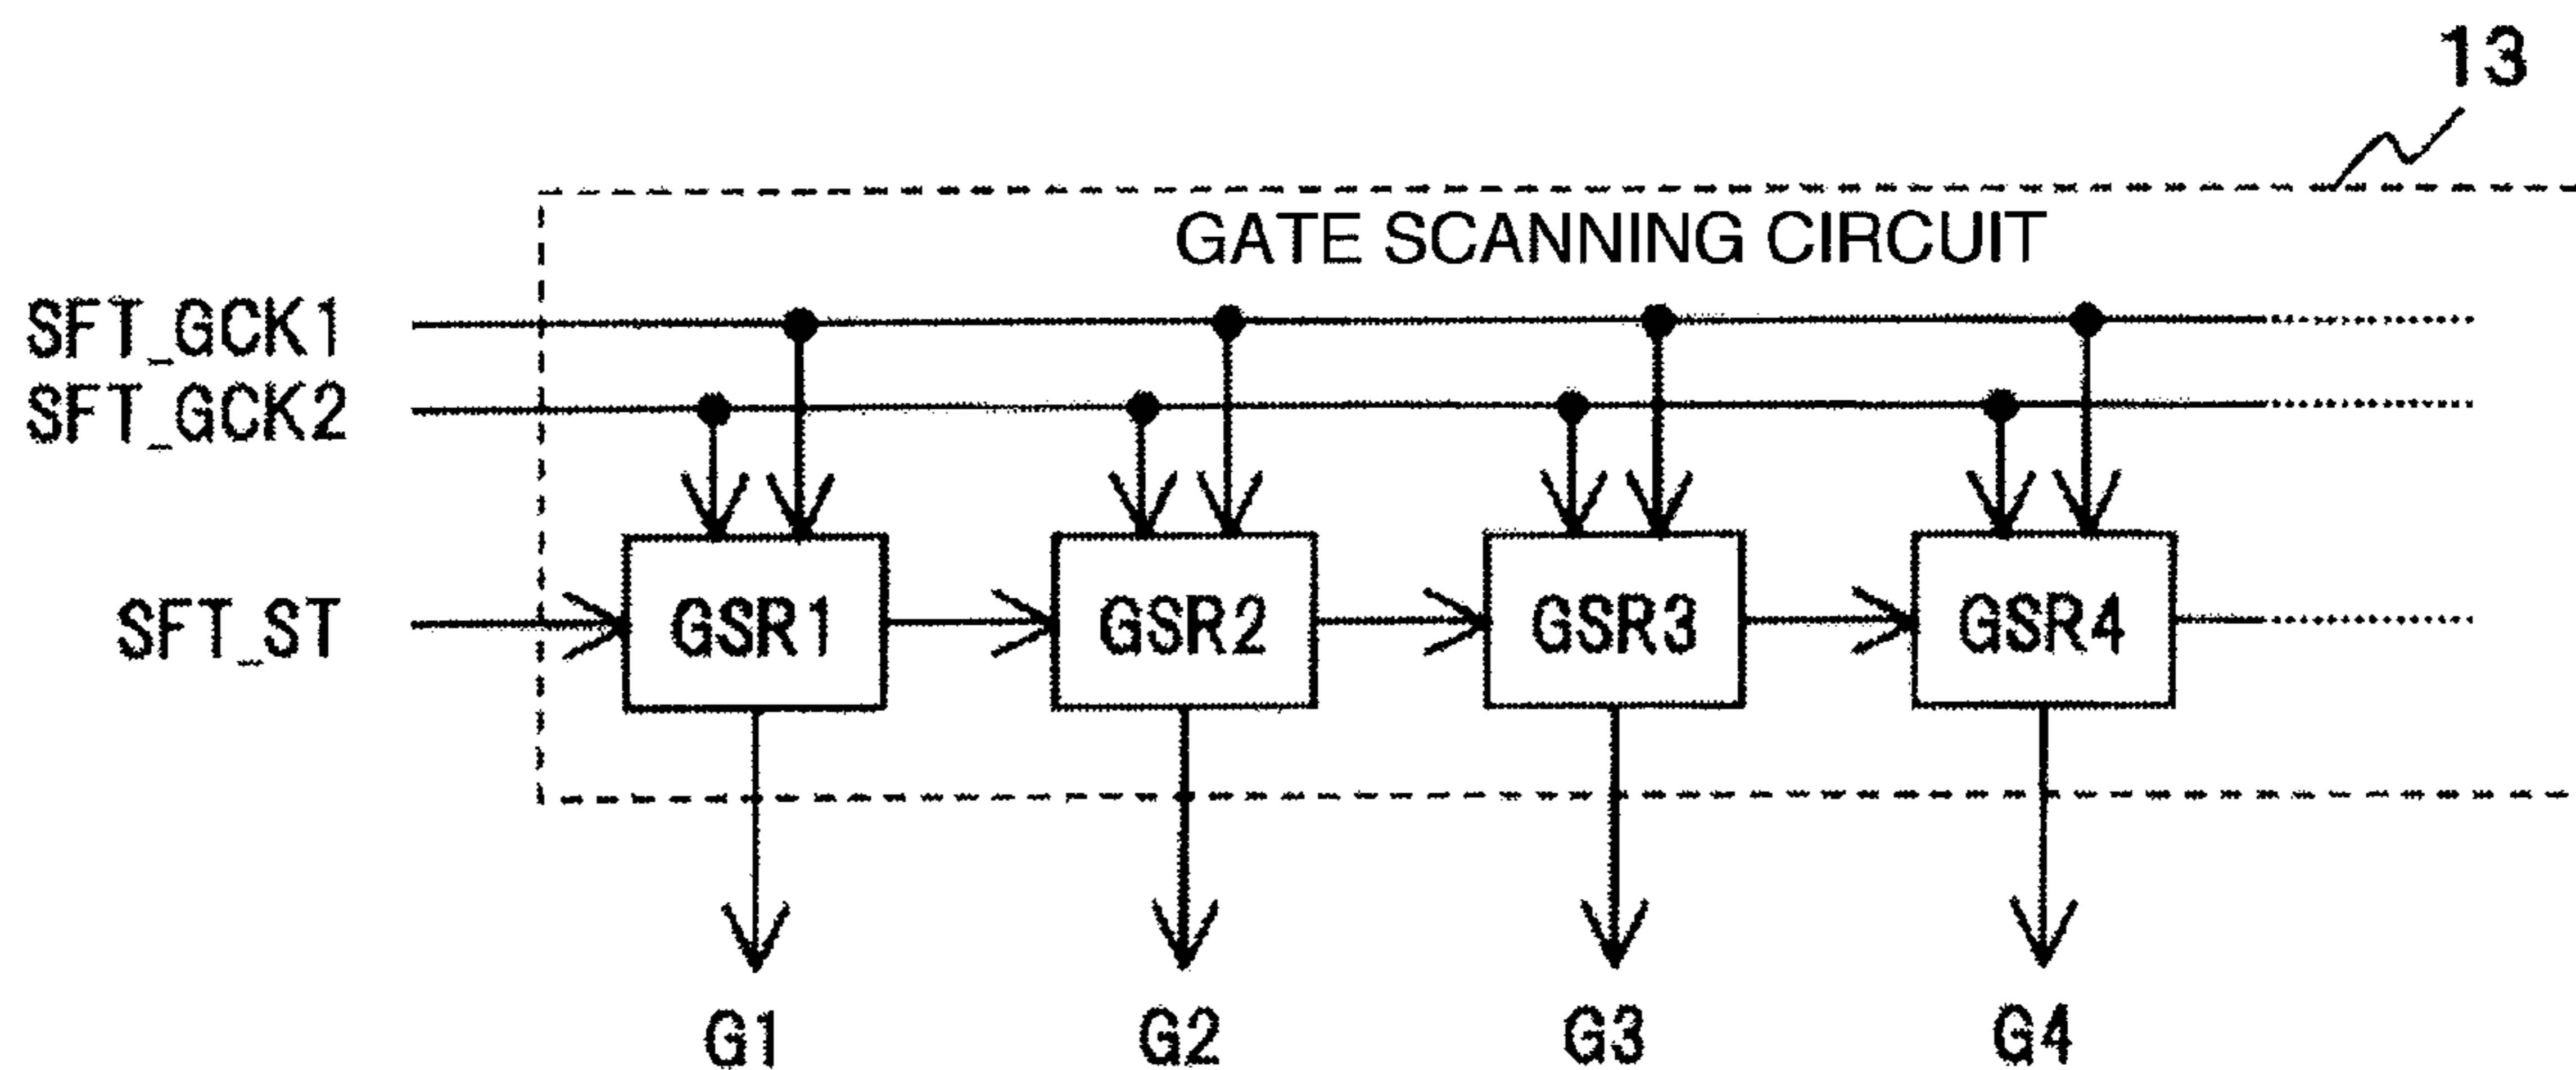 13
GATE SCANNING CIRCUIT
SFT_GCK1
SFT_GCK2
SFT_ST
GSR1 GSR2 GSR3 GSR4
G1 G2 G3 G4